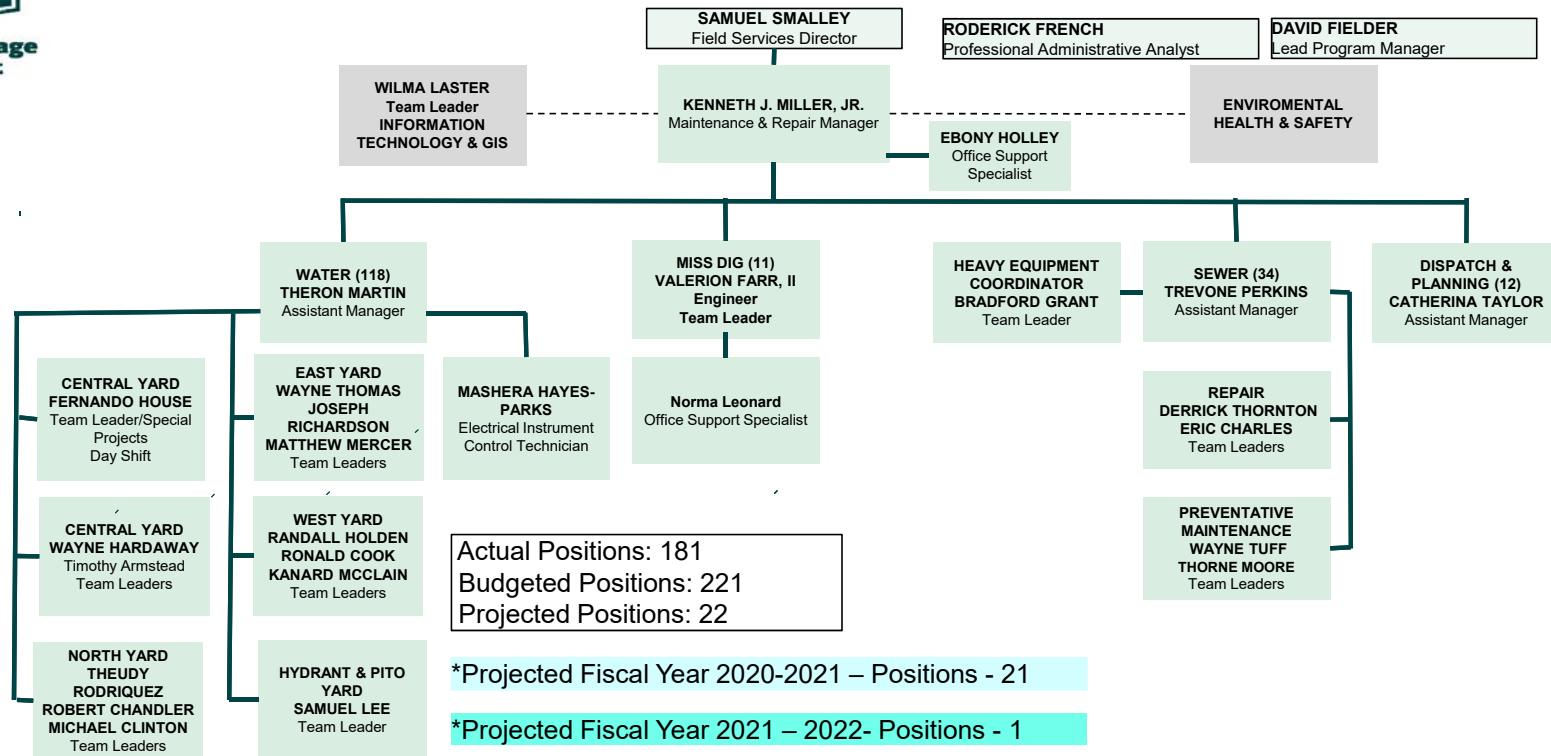 SAMUEL SMALLEY
Field Services Director
RODERICK FRENCH
Professional Administrative Analyst
DAVID FIELDER
Lead Program Manager
WILMA LASTER
Team Leader
INFORMATION
TECHNOLOGY & GIS
KENNETH J. MILLER, JR.
Maintenance & Repair Manager
ENVIROMENTAL
HEALTH & SAFETY
EBONY HOLLEY
Office Support
Specialist
WATER (118)
THERON MARTIN
Assistant Manager
MISS DIG (11)
VALERION FARR, II
Engineer
Team Leader
HEAVY EQUIPMENT
COORDINATOR
BRADFORD GRANT
Team Leader
SEWER (34)
TREVONE PERKINS
Assistant Manager
DISPATCH &
PLANNING (12)
CATHERINA TAYLOR
Assistant Manager
CENTRAL YARD
FERNANDO HOUSE
Team Leader/Special
Projects
Day Shift
EAST YARD
WAYNE THOMAS
JOSEPH
RICHARDSON
MATTHEW MERCER
Team Leaders
MASHERA HAYES-
PARKS
Electrical Instrument
Control Technician
Norma Leonard
Office Support Specialist
REPAIR
DERRICK THORNTON
ERIC CHARLES
Team Leaders
CENTRAL YARD
WAYNE HARDAWAY
Timothy Armstead
Team Leaders
WEST YARD
RANDALL HOLDEN
RONALD COOK
KANARD MCCLAIN
Team Leaders
PREVENTATIVE
MAINTENANCE
WAYNE TUFF
THORNE MOORE
Team Leaders
Actual Positions: 181
Budgeted Positions: 221
Projected Positions: 22
NORTH YARD
THEUDY
RODRIQUEZ
ROBERT CHANDLER
MICHAEL CLINTON
Team Leaders
HYDRANT & PITO
YARD
SAMUEL LEE
Team Leader
*Projected Fiscal Year 2020-2021 – Positions - 21
*Projected Fiscal Year 2021 – 2022- Positions - 1